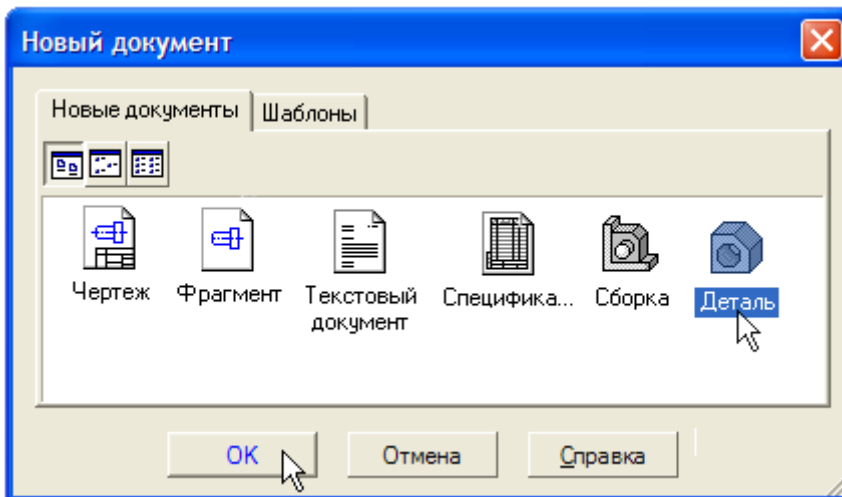 Новый документ
Новые документы
Шаблоны
Чертеж
Фрагмент
Текстовый
документ
Специфика...
Сборка
Деталь
OK
Отмена
Справка